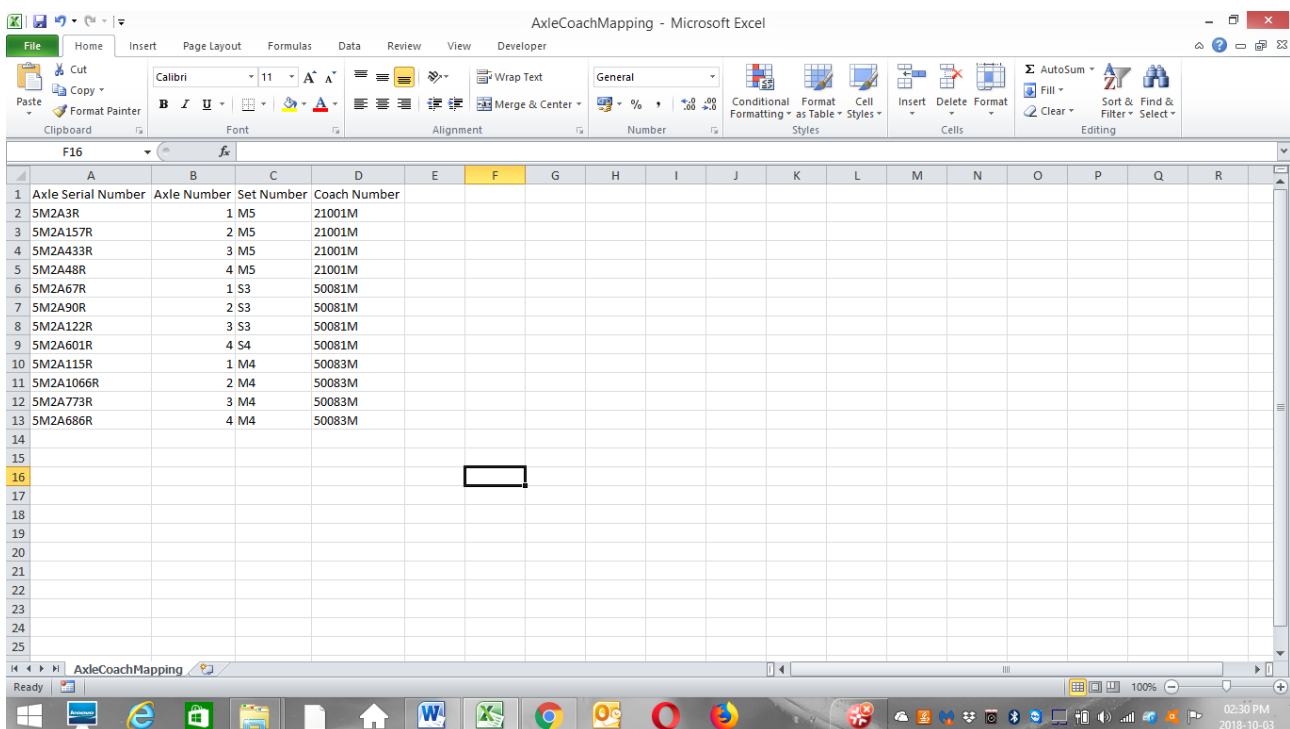 AxleCoachMapping - Microsoft Excel
File Home Insert Page Layout Formulas Data Review View Developer
Paste
Cut
Copy
Format Painter
Clipboard
Calibri 11 A A
B I U A
Font
Wrap Text
Merge & Center
Alignment
General
% , .0 .00 .00 .0
Number
Conditional Formatting
Format as Table
Cell Styles
Styles
Insert Delete Format
Cells
Σ AutoSum
Fill
Clear
Sort & Filter
Find & Select
Editing
F16 fx
A B C D E F G H I J K L M N O P Q R
1 Axle Serial Number Axle Number Set Number Coach Number
2 5M2A3R 1 M5 21001M
3 5M2A157R 2 M5 21001M
4 5M2A433R 3 M5 21001M
5 5M2A48R 4 M5 21001M
6 5M2A67R 1 S3 50081M
7 5M2A90R 2 S3 50081M
8 5M2A122R 3 S3 50081M
9 5M2A601R 4 S4 50081M
10 5M2A115R 1 M4 50083M
11 5M2A1066R 2 M4 50083M
12 5M2A773R 3 M4 50083M
13 5M2A686R 4 M4 50083M
14
15
16
17
18
19
20
21
22
23
24
25
AxleCoachMapping
Ready 100%
02:30 PM
2018-10-03